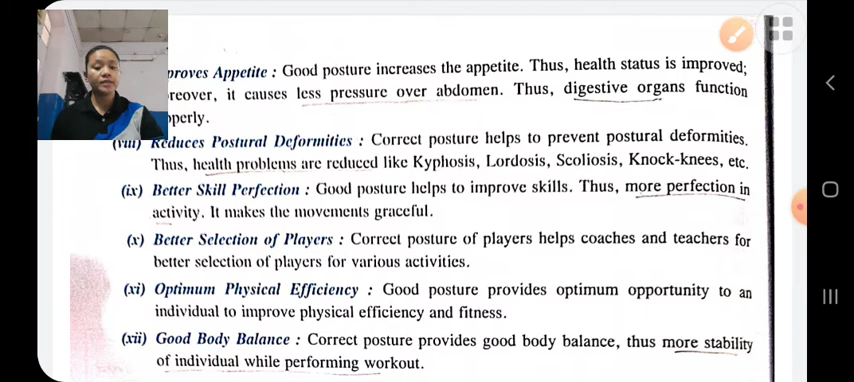 proves Appetite : Good posture increases the appetite. Thus, health status is improved;
reover, it causes less pressure over abdomen. Thus, digestive organs function
perly.
(viii) Reduces Postural Deformities : Correct posture helps to prevent postural deformities.
Thus, health problems are reduced like Kyphosis, Lordosis, Scoliosis, Knock-knees, etc.
(ix) Better Skill Perfection : Good posture helps to improve skills. Thus, more perfection in
activity. It makes the movements graceful.
(x) Better Selection of Players : Correct posture of players helps coaches and teachers for
better selection of players for various activities.
(xi) Optimum Physical Efficiency : Good posture provides optimum opportunity to an
individual to improve physical efficiency and fitness.
(xii) Good Body Balance : Correct posture provides good body balance, thus more stability
of individual while performing workout.